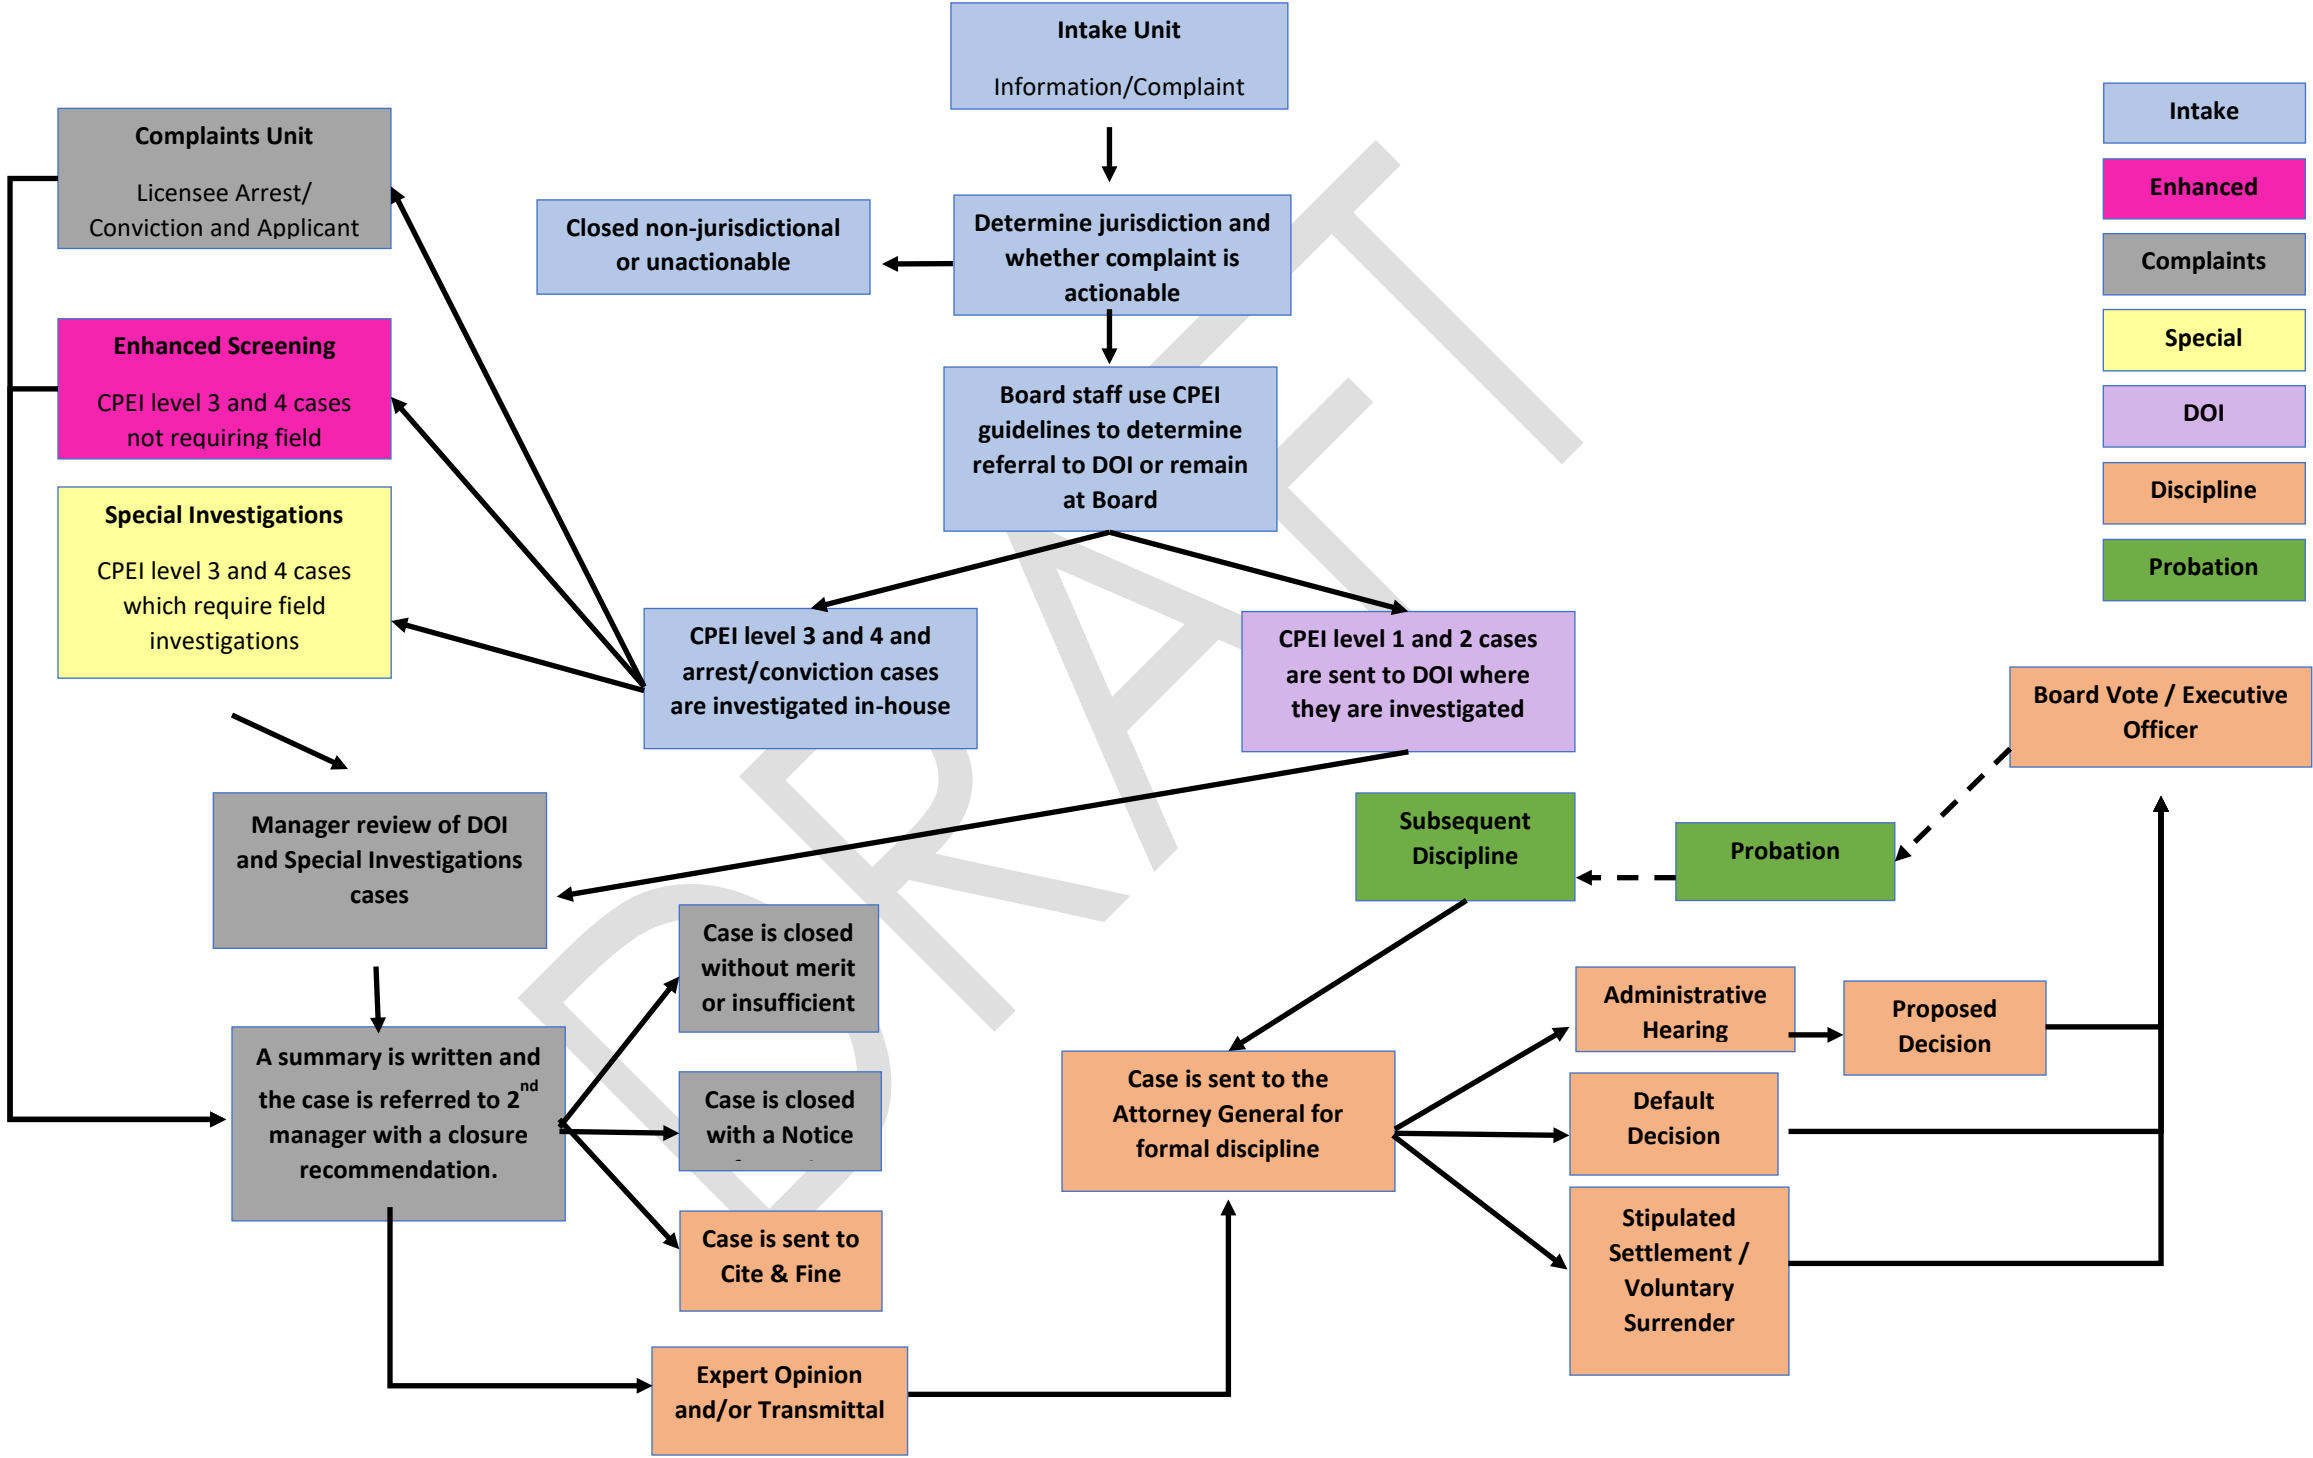 Intake Unit
Information/Complaint
Complaints Unit
Licensee Arrest/
Conviction and Applicant
Closed non-jurisdictional
or unactionable
Determine jurisdiction and
whether complaint is
actionable
Enhanced Screening
CPEI level 3 and 4 cases
not requiring field
Board staff use CPEI
guidelines to determine
referral to DOI or remain
at Board
Special Investigations
CPEI level 3 and 4 cases
which require field
investigations
CPEI level 3 and 4 and
arrest/conviction cases
are investigated in-house
CPEI level 1 and 2 cases
are sent to DOI where
they are investigated
Manager review of DOI
and Special Investigations
cases
A summary is written and
the case is referred to 2nd
manager with a closure
recommendation.
Case is closed
without merit
or insufficient
Case is closed
with a Notice
Case is sent to
Cite & Fine
Expert Opinion
and/or Transmittal
Case is sent to the
Attorney General for
formal discipline
Subsequent
Discipline
Probation
Board Vote / Executive
Officer
Administrative
Hearing
Proposed
Decision
Default
Decision
Stipulated
Settlement /
Voluntary
Surrender
Intake
Enhanced
Complaints
Special
DOI
Discipline
Probation
DRAFT